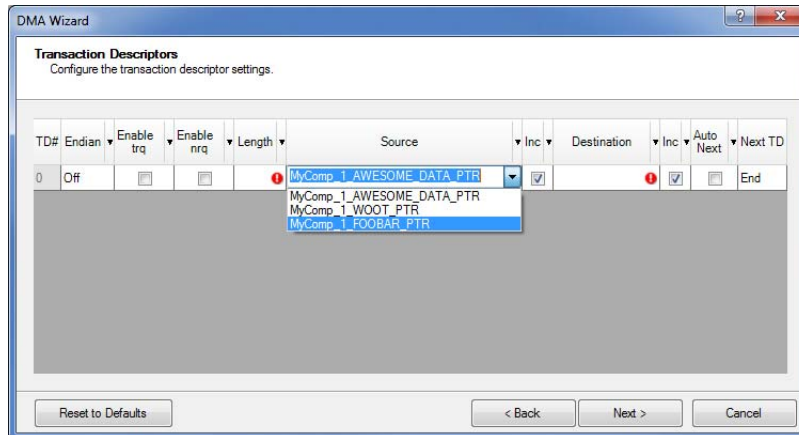 DMA Wizard
?
X
Transaction Descriptors
Configure the transaction descriptor settings.
TD# Endian Enable trq Enable nrq Length Source Inc Destination Inc Auto Next Next TD
0 Off ! MyComp_1_AWESOME_DATA_PTR ! End
MyComp_1_AWESOME_DATA_PTR
MyComp_1_WOOT_PTR
MyComp_1_FOOBAR_PTR
Reset to Defaults < Back Next > Cancel